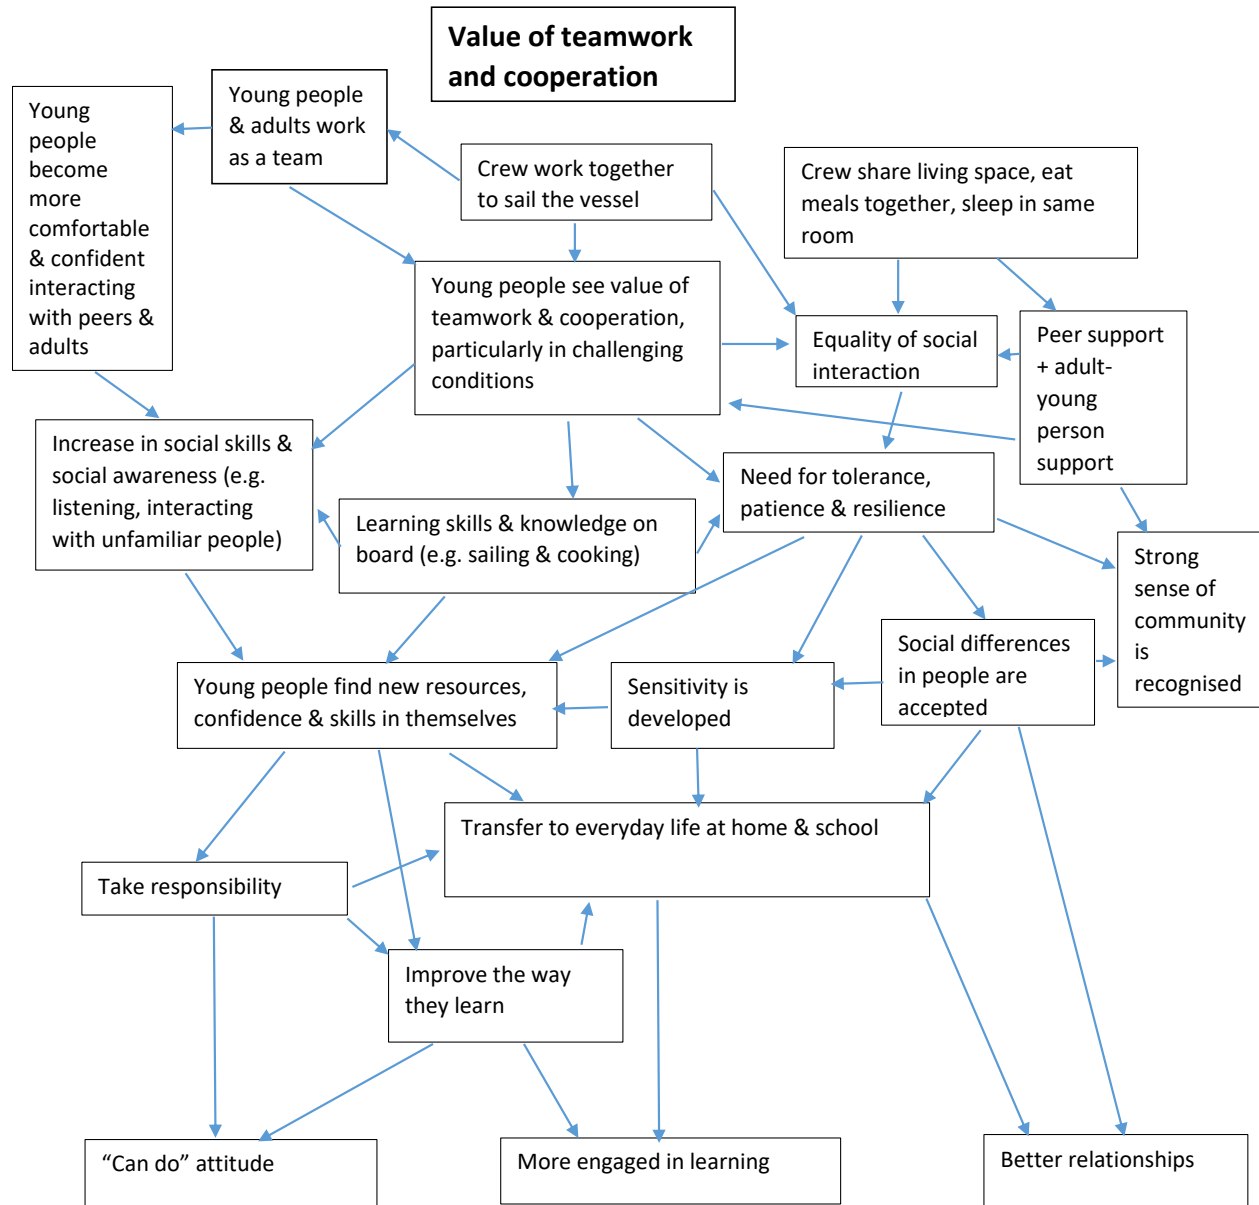 Value of teamwork
and cooperation
Young
people
become
more
comfortable
& confident
interacting
with peers &
adults
Young people
& adults work
as a team
Crew work together
to sail the vessel
Crew share living space, eat
meals together, sleep in same
room
Young people see value of
teamwork & cooperation,
particularly in challenging
conditions
Equality of social
interaction
Peer support
+ adult-
young
person
support
Increase in social skills &
social awareness (e.g.
listening, interacting
with unfamiliar people)
Learning skills & knowledge on
board (e.g. sailing & cooking)
Need for tolerance,
patience & resilience
Strong
sense of
community
is
recognised
Young people find new resources,
confidence & skills in themselves
Sensitivity is
developed
Social differences
in people are
accepted
Transfer to everyday life at home & school
Take responsibility
Improve the way
they learn
“Can do” attitude
More engaged in learning
Better relationships